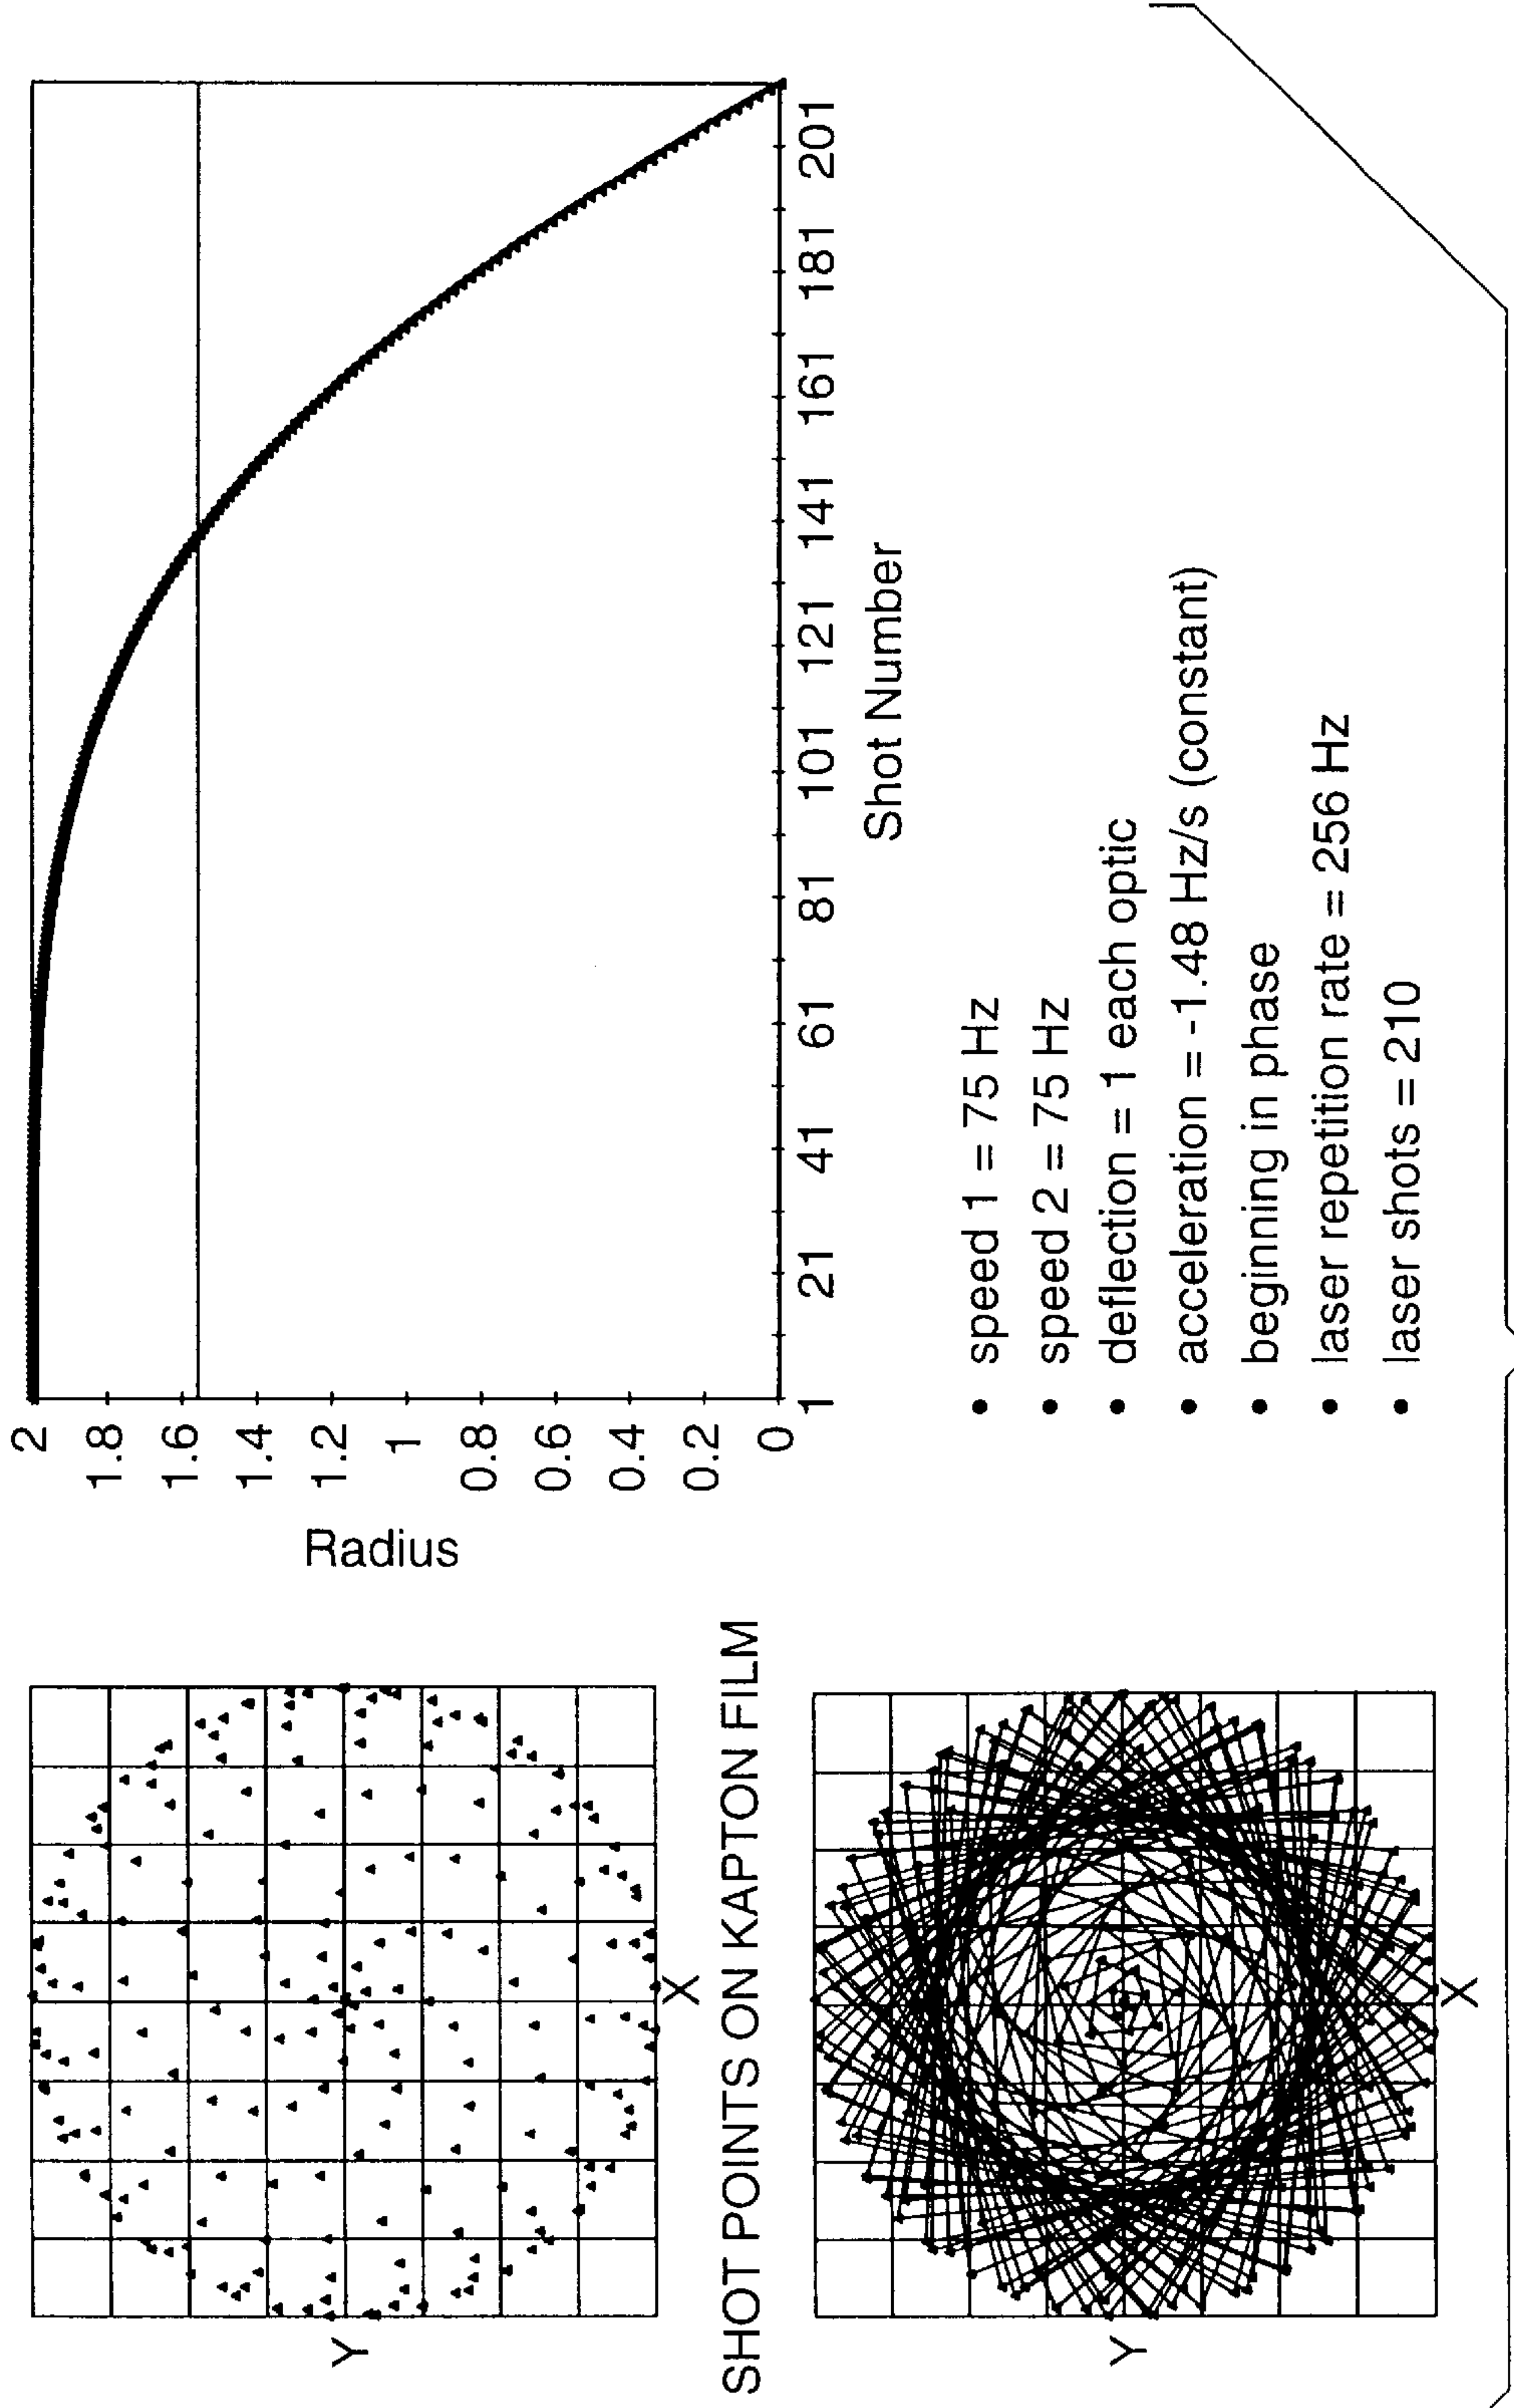 Y
X
SHOT POINTS ON KAPTON FILM
Y
X
Radius
2
1.8
1.6
1.4
1.2
1
0.8
0.6
0.4
0.2
0
1 21 41 61 81 101 121 141 161 181 201
Shot Number
• speed 1 = 75 Hz
• speed 2 = 75 Hz
• deflection = 1 each optic
• acceleration = -1.48 Hz/s (constant)
• beginning in phase
• laser repetition rate = 256 Hz
• laser shots = 210